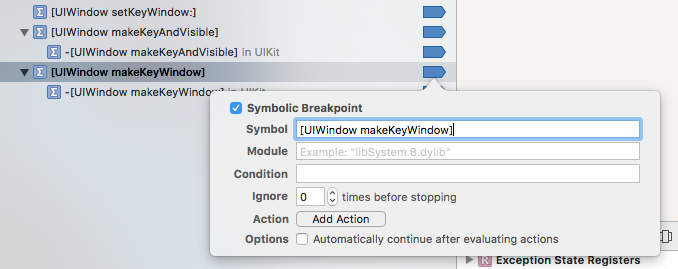 [UIWindow setKeyWindow:]
[UIWindow makeKeyAndVisible]
-[UIWindow makeKeyAndVisible] in UIKit
[UIWindow makeKeyWindow]
-[UIWindow makeKeyWindow] in UIKit
Symbolic Breakpoint
Symbol [UIWindow makeKeyWindow]
Module Example: "libSystem.B.dylib"
Condition
Ignore 0 times before stopping
Action Add Action
Options Automatically continue after evaluating actions
R Exception State Registers